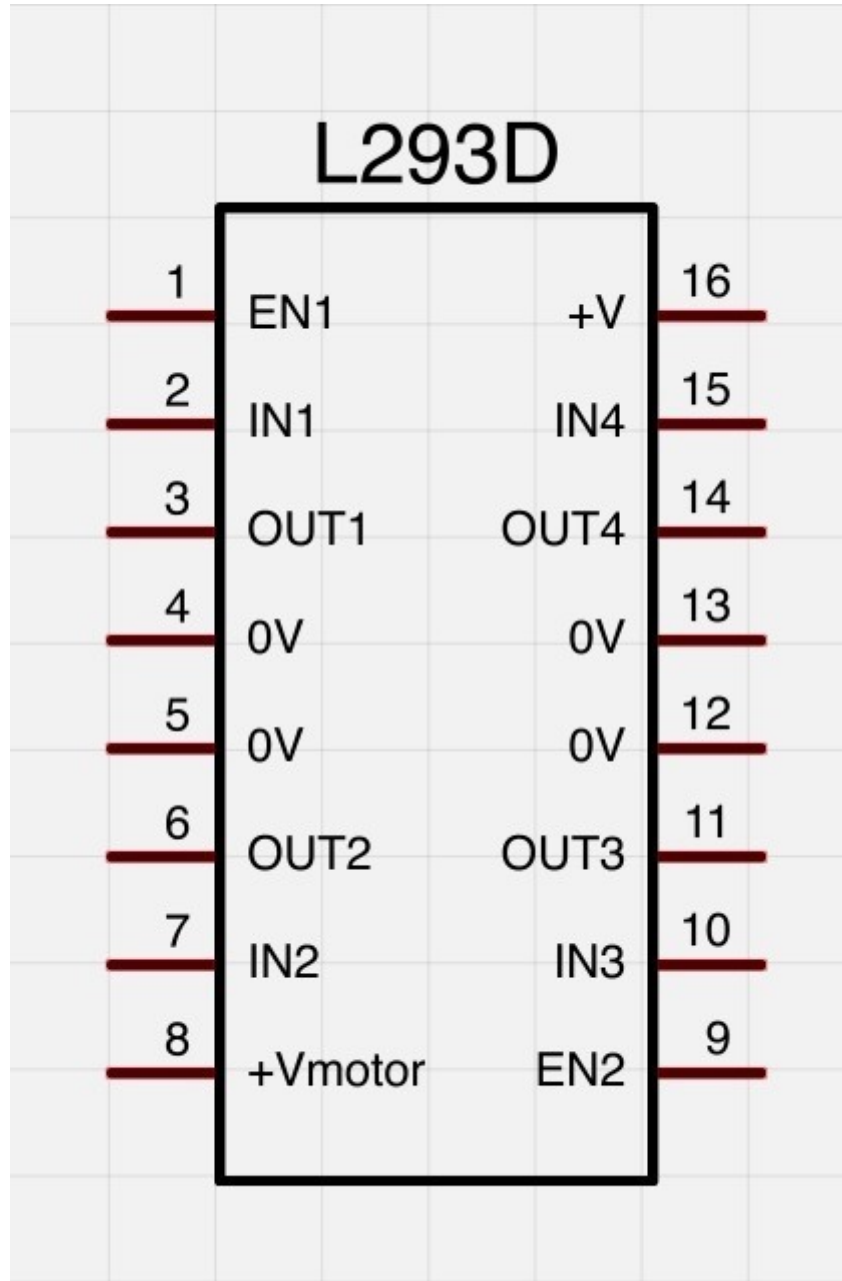 L293D
1 EN1 +V 16
2 IN1 IN4 15
3 OUT1 OUT4 14
4 0V 0V 13
5 0V 0V 12
6 OUT2 OUT3 11
7 IN2 IN3 10
8 +Vmotor EN2 9